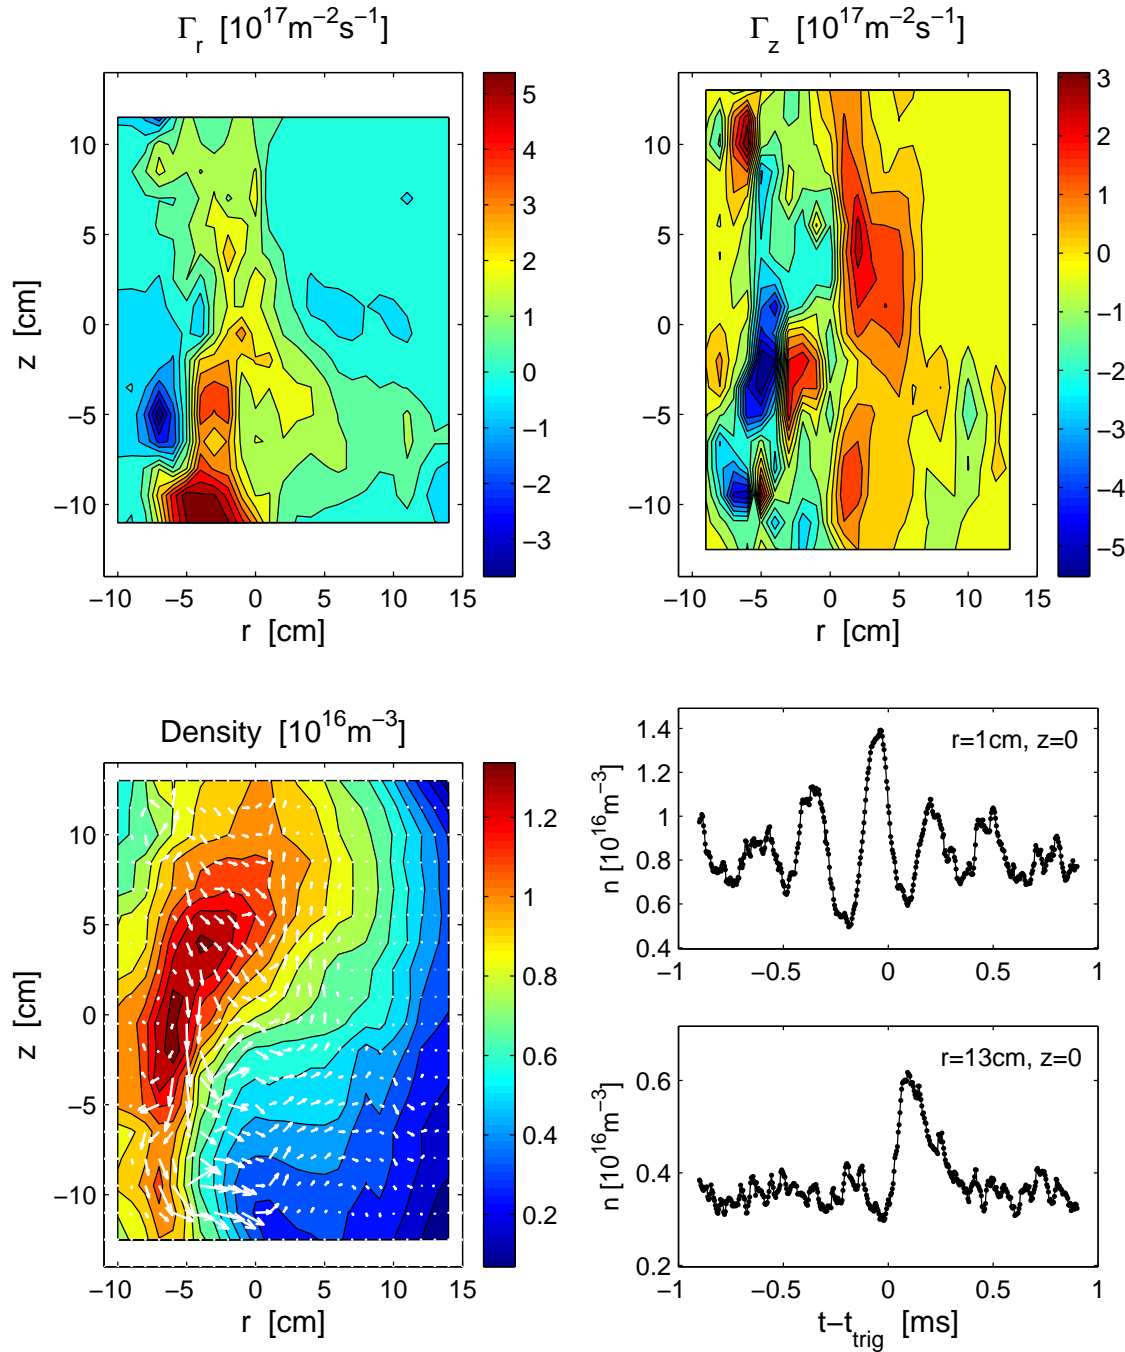 Γr [10^17 m−2 s−1]
10
5
0
−5
−10
−10 −5 0 5 10 15
r [cm]
z [cm]
5
4
3
2
1
0
−1
−2
−3
Γz [10^17 m−2 s−1]
10
5
0
−5
−10
−10 −5 0 5 10 15
r [cm]
3
2
1
0
−1
−2
−3
−4
−5
Density [10^16 m−3]
10
5
0
−5
−10
−10 −5 0 5 10 15
r [cm]
z [cm]
1.2
1
0.8
0.6
0.4
0.2
r=1cm, z=0
n [10^16 m−3]
1.4
1.2
1
0.8
0.6
0.4
−1 −0.5 0 0.5 1
r=13cm, z=0
n [10^16 m−3]
0.6
0.4
0.2
−1 −0.5 0 0.5 1
t−ttrig [ms]